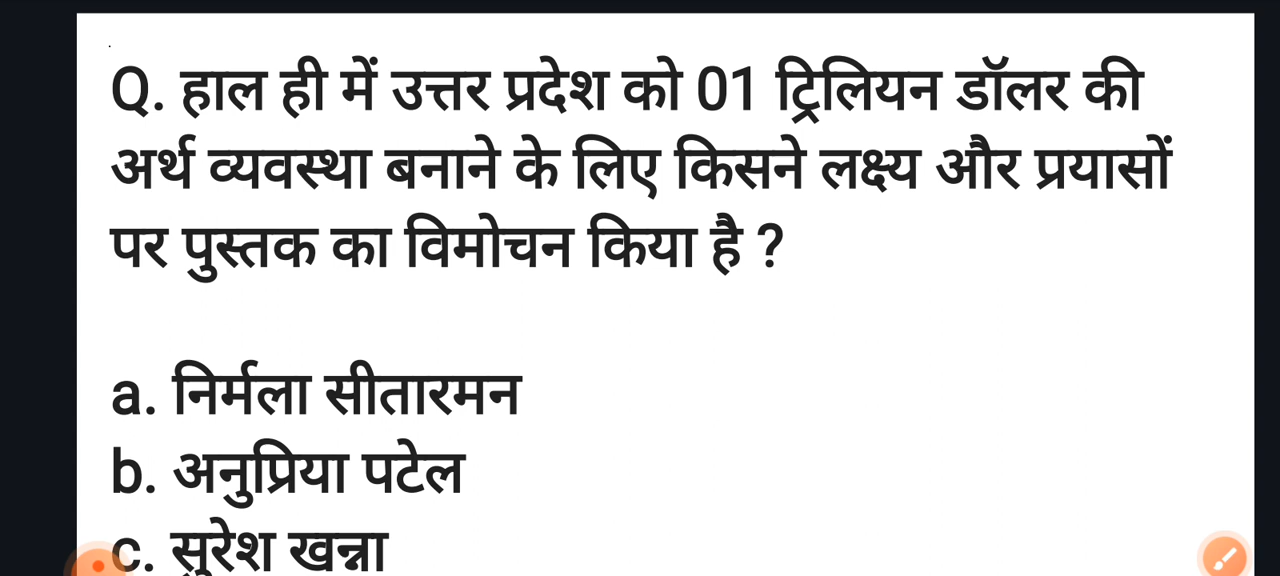 Q. हाल ही में उत्तर प्रदेश को 01 ट्रिलियन डॉलर की
अर्थ व्यवस्था बनाने के लिए किसने लक्ष्य और प्रयासों
पर पुस्तक का विमोचन किया है ?
a. निर्मला सीतारमन
b. अनुप्रिया पटेल
c. सुरेश खन्ना